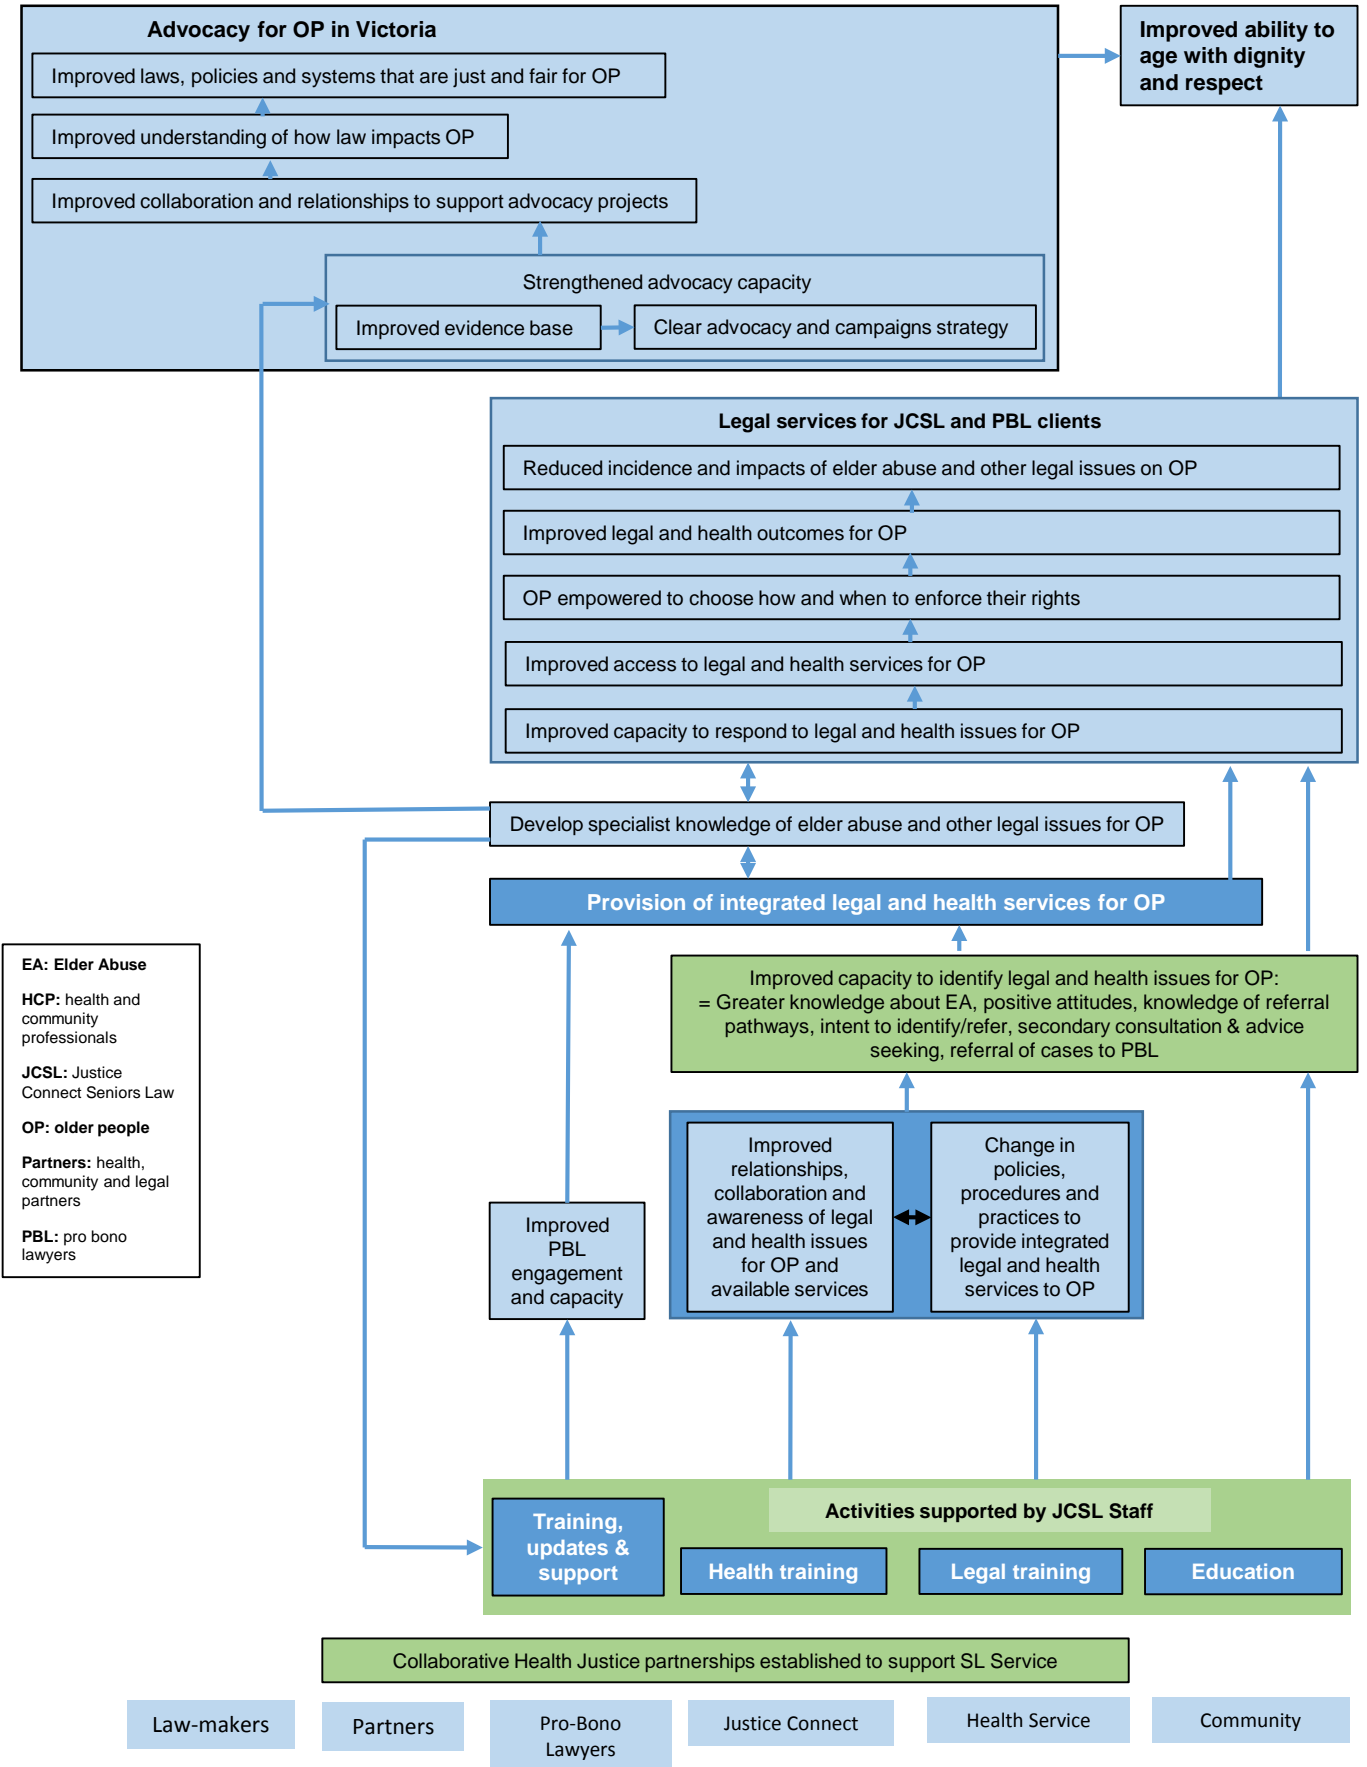 Advocacy for OP in Victoria
Improved laws, policies and systems that are just and fair for OP
Improved understanding of how law impacts OP
Improved collaboration and relationships to support advocacy projects
Strengthened advocacy capacity
Improved evidence base
Clear advocacy and campaigns strategy
Improved ability to
age with dignity
and respect
Legal services for JCSL and PBL clients
Reduced incidence and impacts of elder abuse and other legal issues on OP
Improved legal and health outcomes for OP
OP empowered to choose how and when to enforce their rights
Improved access to legal and health services for OP
Improved capacity to respond to legal and health issues for OP
Develop specialist knowledge of elder abuse and other legal issues for OP
Provision of integrated legal and health services for OP
EA: Elder Abuse
HCP: health and
community
professionals
JCSL: Justice
Connect Seniors Law
OP: older people
Partners: health,
community and legal
partners
PBL: pro bono
lawyers
Improved capacity to identify legal and health issues for OP:
= Greater knowledge about EA, positive attitudes, knowledge of referral
pathways, intent to identify/refer, secondary consultation & advice
seeking, referral of cases to PBL
Improved
PBL
engagement
and capacity
Improved
relationships,
collaboration and
awareness of legal
and health issues
for OP and
available services
Change in
policies,
procedures and
practices to
provide integrated
legal and health
services to OP
Activities supported by JCSL Staff
Training,
updates &
support
Health training
Legal training
Education
Collaborative Health Justice partnerships established to support SL Service
Law-makers
Partners
Pro-Bono
Lawyers
Justice Connect
Health Service
Community